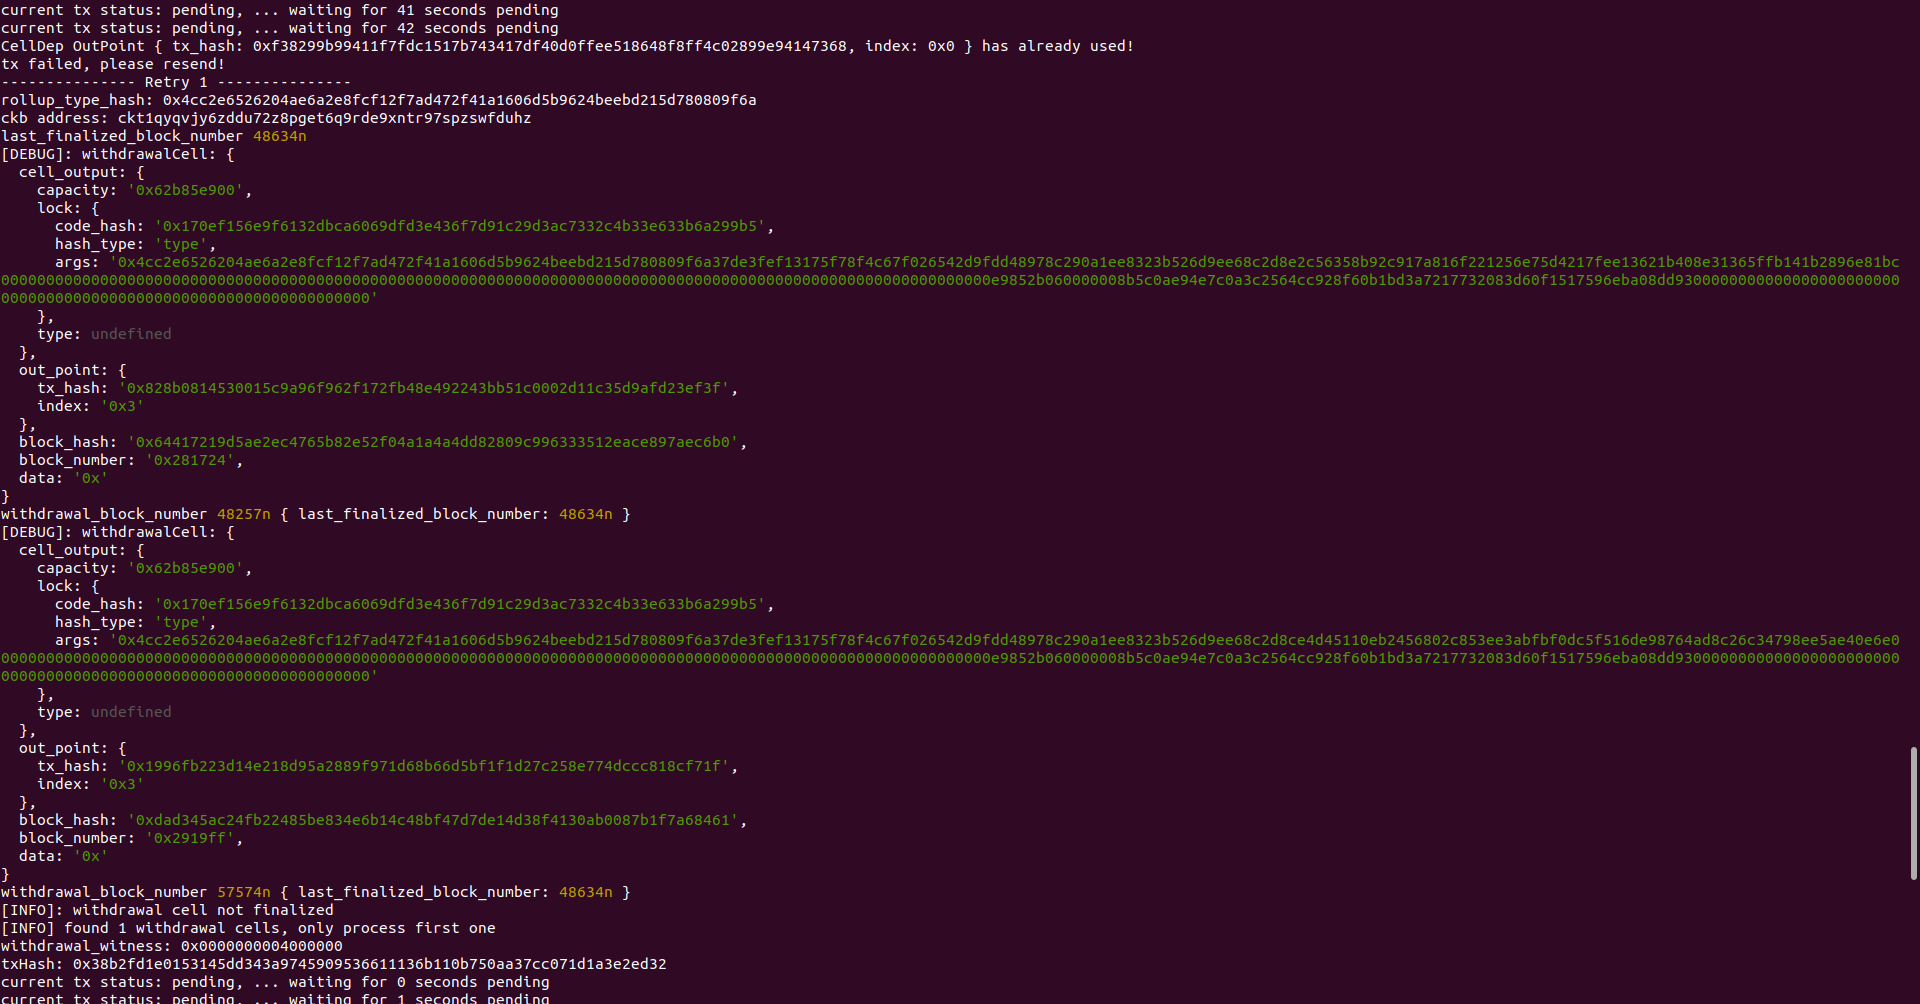 current tx status: pending, ... waiting for 41 seconds pending
current tx status: pending, ... waiting for 42 seconds pending
CellDep OutPoint { tx_hash: 0xf38299b99411f7fdc1517b743417df40d0ffee518648f8ff4c02899e94147368, index: 0x0 } has already used!
tx failed, please resend!
--------------- Retry 1 ---------------
rollup_type_hash: 0x4cc2e6526204ae6a2e8fcf12f7ad472f41a1606d5b9624beebd215d780809f6a
ckb address: ckt1qyqvjy6zddu72z8pget6q9rde9xntr97spzswfduhz
last_finalized_block_number 48634n
[DEBUG]: withdrawalCell: {
  cell_output: {
    capacity: '0x62b85e900',
    lock: {
      code_hash: '0x170ef156e9f6132dbca6069dfd3e436f7d91c29d3ac7332c4b33e633b6a299b5',
      hash_type: 'type',
      args: '0x4cc2e6526204ae6a2e8fcf12f7ad472f41a1606d5b9624beebd215d780809f6a37de3fef13175f78f4c67f026542d9fdd48978c290a1ee8323b526d9ee68c2d8e2c56358b92c917a816f221256e75d4217fee13621b408e31365ffb141b2896e81bc
00000000000000000000000000000000000000000000000000000000000000000000000000000000000000000000000000000000000000e9852b060000008b5c0ae94e7c0a3c2564cc928f60b1bd3a7217732083d60f1517596eba08dd930000000000000000000000
00000000000000000000000000000000000000000'
    },
    type: undefined
  },
  out_point: {
    tx_hash: '0x828b0814530015c9a96f962f172fb48e492243bb51c0002d11c35d9afd23ef3f',
    index: '0x3'
  },
  block_hash: '0x64417219d5ae2ec4765b82e52f04a1a4a4dd82809c996333512eace897aec6b0',
  block_number: '0x281724',
  data: '0x'
}
withdrawal_block_number 48257n { last_finalized_block_number: 48634n }
[DEBUG]: withdrawalCell: {
  cell_output: {
    capacity: '0x62b85e900',
    lock: {
      code_hash: '0x170ef156e9f6132dbca6069dfd3e436f7d91c29d3ac7332c4b33e633b6a299b5',
      hash_type: 'type',
      args: '0x4cc2e6526204ae6a2e8fcf12f7ad472f41a1606d5b9624beebd215d780809f6a37de3fef13175f78f4c67f026542d9fdd48978c290a1ee8323b526d9ee68c2d8ce4d45110eb2456802c853ee3abfbf0dc5f516de98764ad8c26c34798ee5ae40e6e0
00000000000000000000000000000000000000000000000000000000000000000000000000000000000000000000000000000000000000e9852b060000008b5c0ae94e7c0a3c2564cc928f60b1bd3a7217732083d60f1517596eba08dd930000000000000000000000
00000000000000000000000000000000000000000'
    },
    type: undefined
  },
  out_point: {
    tx_hash: '0x1996fb223d14e218d95a2889f971d68b66d5bf1f1d27c258e774dccc818cf71f',
    index: '0x3'
  },
  block_hash: '0xdad345ac24fb22485be834e6b14c48bf47d7de14d38f4130ab0087b1f7a68461',
  block_number: '0x2919ff',
  data: '0x'
}
withdrawal_block_number 57574n { last_finalized_block_number: 48634n }
[INFO]: withdrawal cell not finalized
[INFO] found 1 withdrawal cells, only process first one
withdrawal_witness: 0x0000000004000000
txHash: 0x38b2fd1e0153145dd343a9745909536611136b110b750aa37cc071d1a3e2ed32
current tx status: pending, ... waiting for 0 seconds pending
current tx status: pending, ... waiting for 1 seconds pending